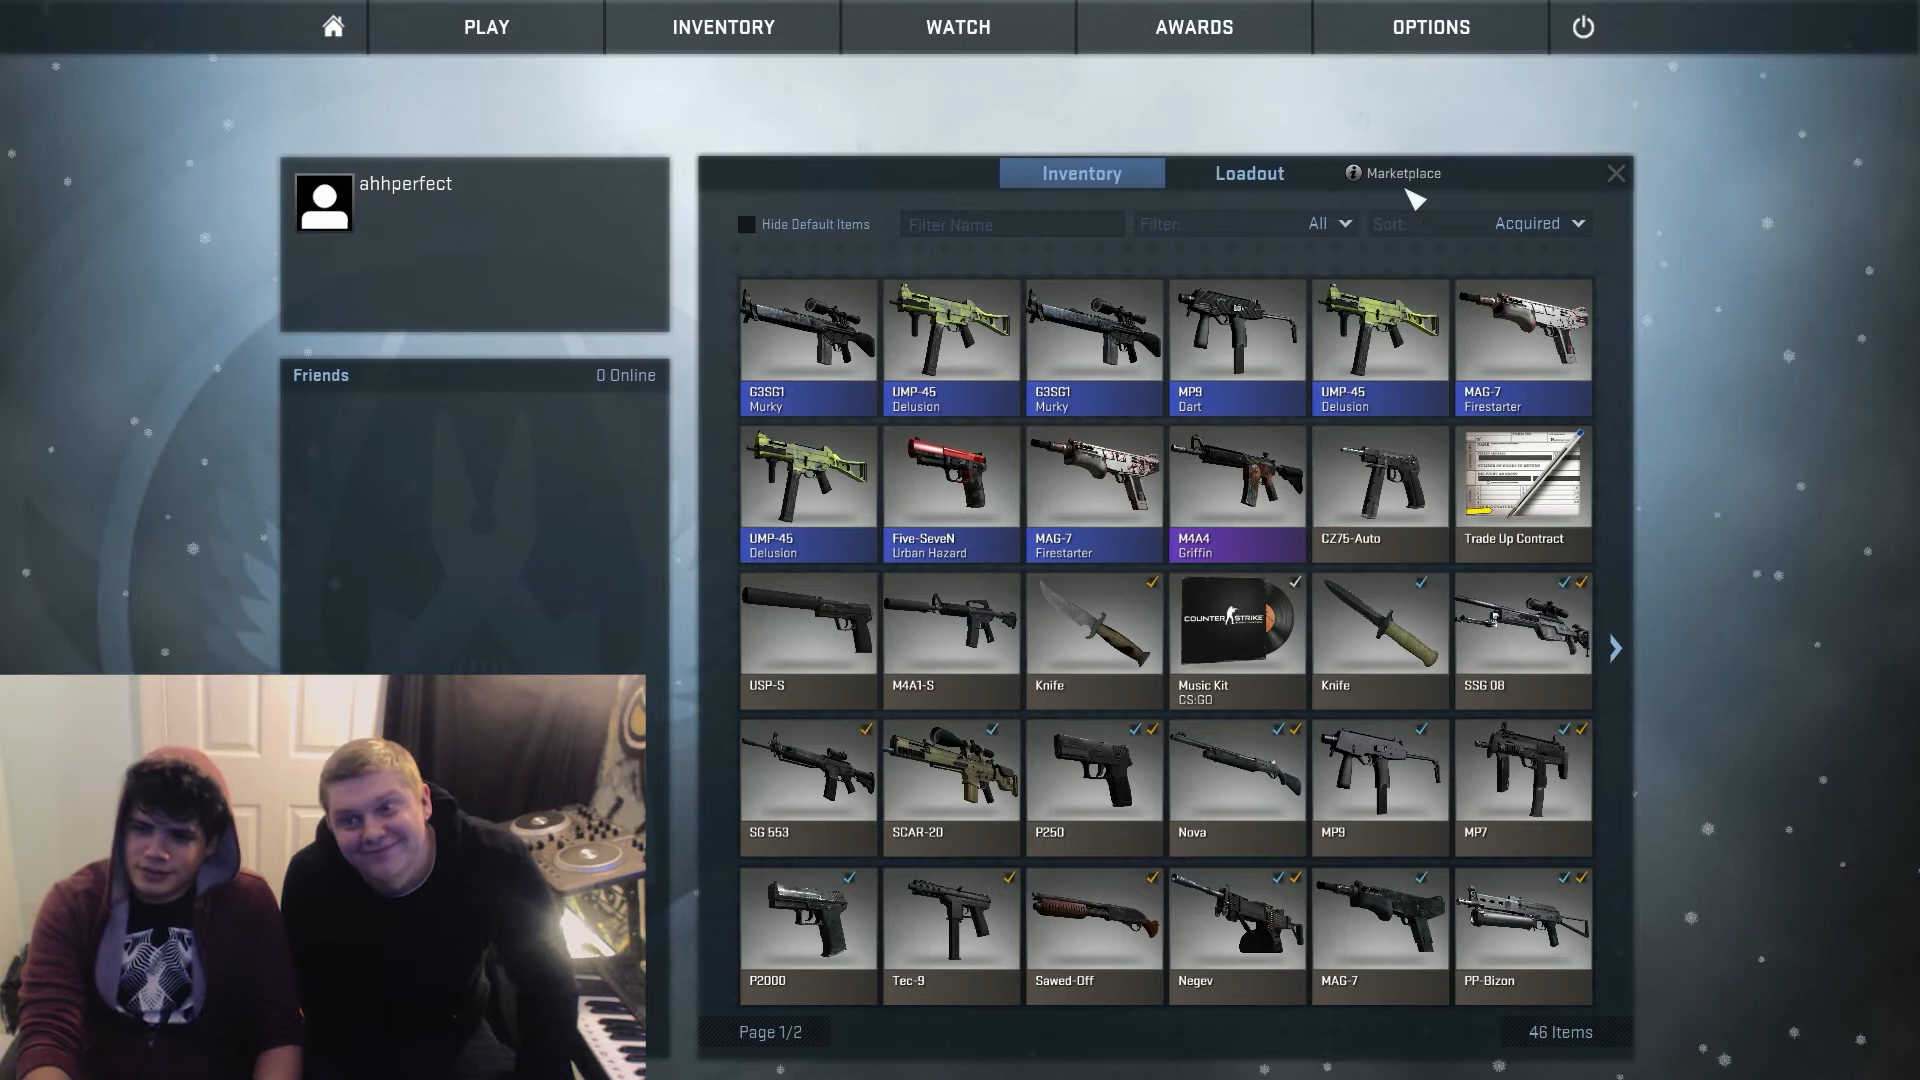 PLAY
INVENTORY
WATCH
AWARDS
OPTIONS
ahhperfect
Friends
0 Online
Inventory
Loadout
Marketplace
Hide Default Items
Filter Name
Filter:
All
Sort:
Acquired
G3SG1
Murky
UMP-45
Delusion
G3SG1
Murky
MP9
Dart
UMP-45
Delusion
MAG-7
Firestarter
UMP-45
Delusion
Five-SeveN
Urban Hazard
MAG-7
Firestarter
M4A4
Griffin
CZ75-Auto
Trade Up Contract
USP-S
M4A1-S
Knife
COUNTER STRIKE
Music Kit
CS:GO
Knife
SSG 08
SG 553
SCAR-20
P250
Nova
MP9
MP7
P2000
Tec-9
Sawed-Off
Negev
MAG-7
PP-Bizon
Page 1/2
46 Items